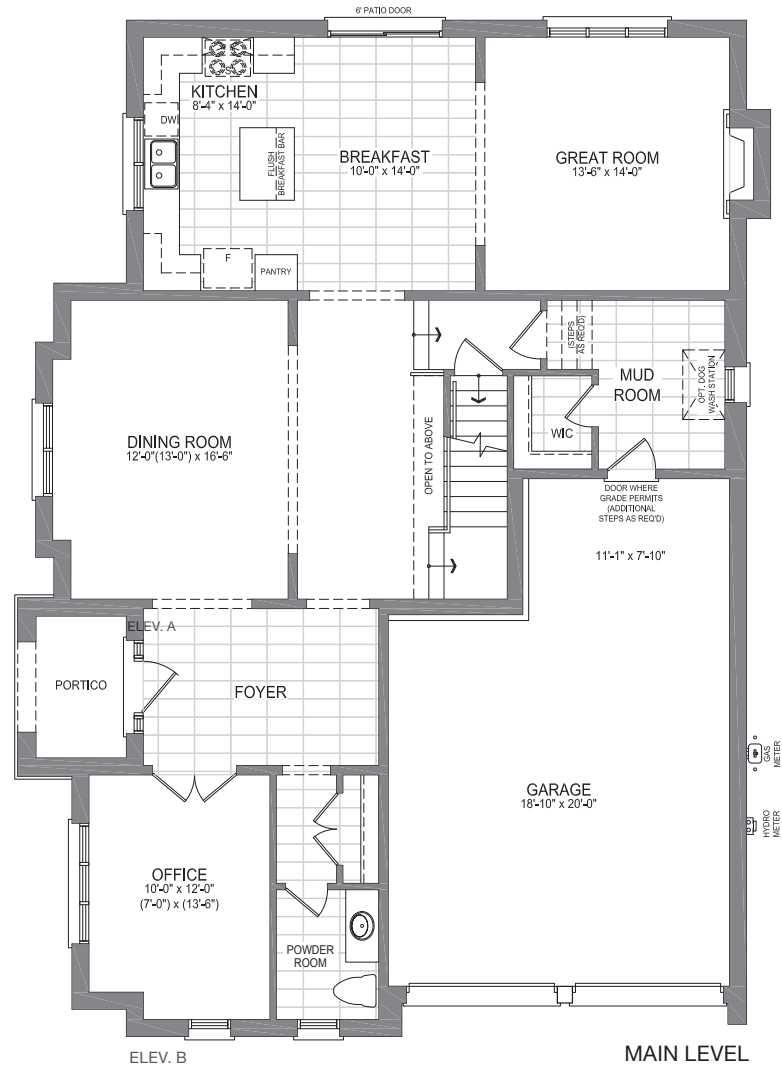 6' PATIO DOOR
KITCHEN
8'-4" x 14'-0"
DW
FLUSH
BREAKFAST BAR
BREAKFAST
10'-0" x 14'-0"
GREAT ROOM
13'-6" x 14'-0"
F
PANTRY
(STEPS
AS REQ'D)
MUD
ROOM
OPT. DOG
WASH STATION
WIC
DINING ROOM
12'-0"(13'-0") x 16'-6"
OPEN TO ABOVE
DOOR WHERE
GRADE PERMITS
(ADDITIONAL
STEPS AS REQ'D)
11'-1" x 7'-10"
ELEV. A
PORTICO
FOYER
GAS
METER
GARAGE
18'-10" x 20'-0"
HYDRO
METER
OFFICE
10'-0" x 12'-0"
(7'-0") x (13'-6")
POWDER
ROOM
ELEV. B
MAIN LEVEL